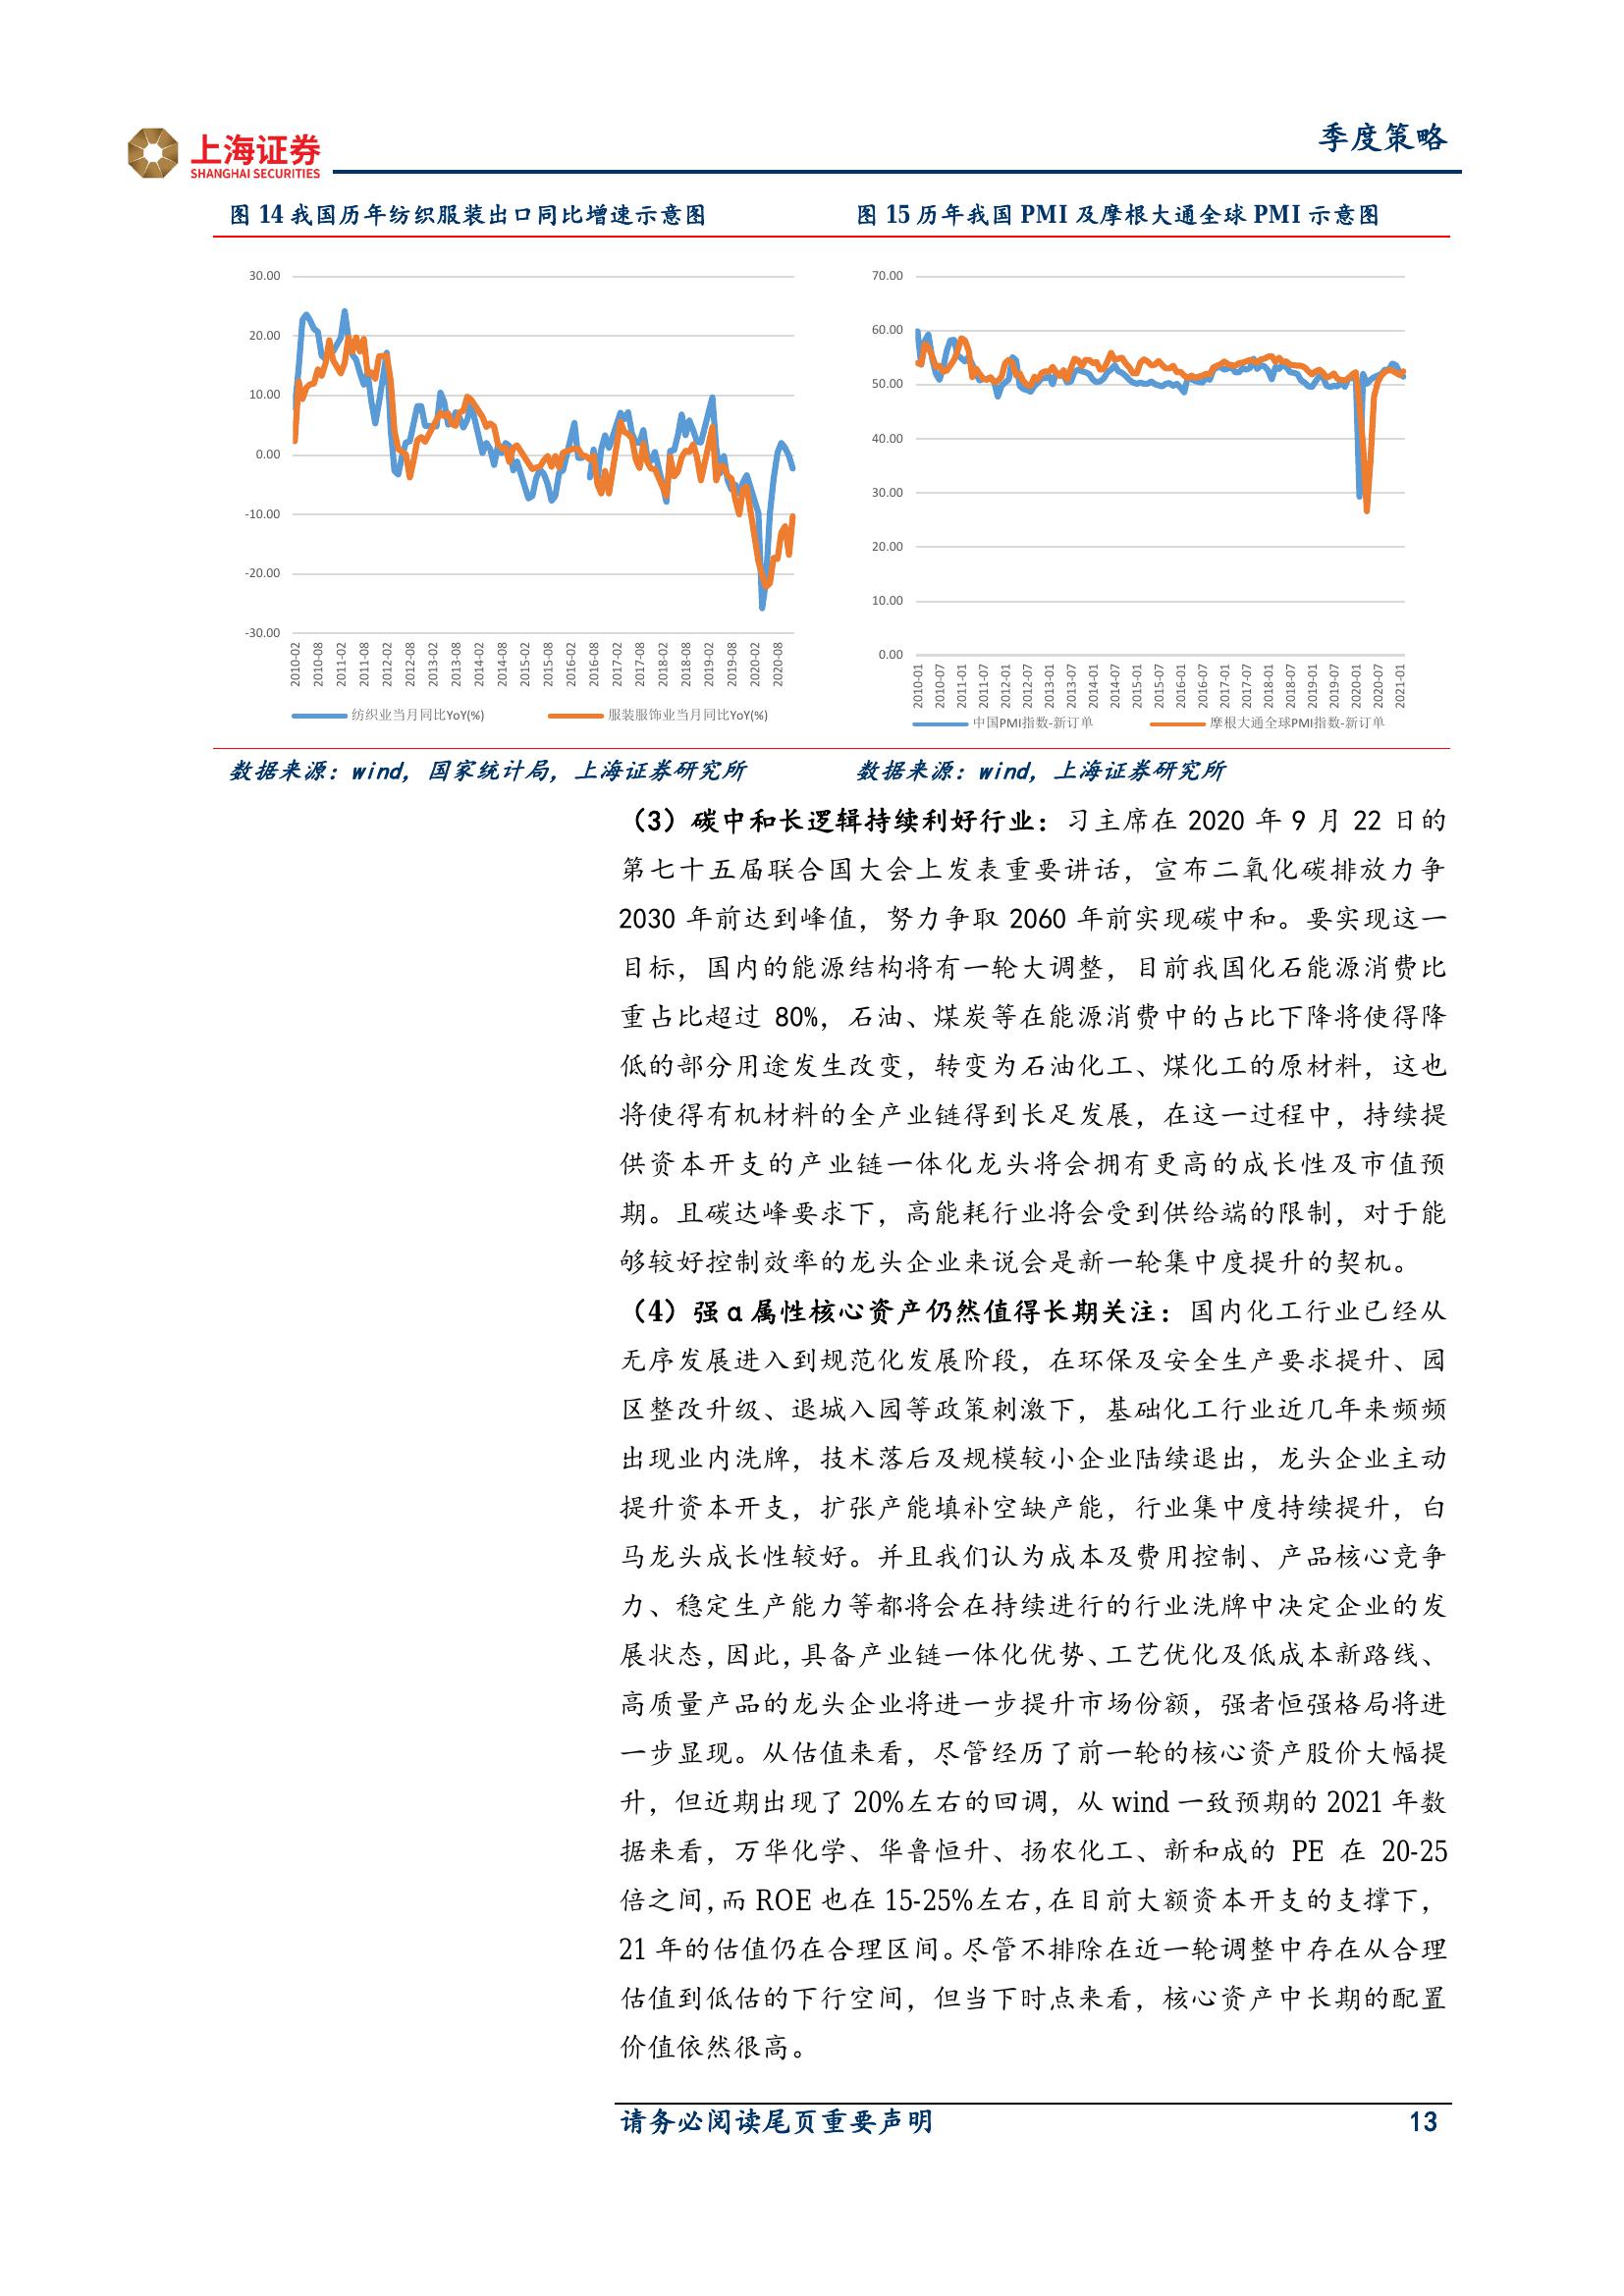 上海证券
SHANGHAI SECURITIES
季度策略
图 14 我国历年纺织服装出口同比增速示意图
图 15 历年我国 PMI 及摩根大通全球 PMI 示意图
30.00
20.00
10.00
0.00
-10.00
-20.00
-30.00
2010-02
2010-08
2011-02
2011-08
2012-02
2012-08
2013-02
2013-08
2014-02
2014-08
2015-02
2015-08
2016-02
2016-08
2017-02
2017-08
2018-02
2018-08
2019-02
2019-08
2020-02
2020-08
纺织业当月同比YoY(%)
服装服饰业当月同比YoY(%)
70.00
60.00
50.00
40.00
30.00
20.00
10.00
0.00
2010-01
2010-07
2011-01
2011-07
2012-01
2012-07
2013-01
2013-07
2014-01
2014-07
2015-01
2015-07
2016-01
2016-07
2017-01
2017-07
2018-01
2018-07
2019-01
2019-07
2020-01
2020-07
2021-01
中国PMI指数-新订单
摩根大通全球PMI指数-新订单
数据来源：wind，国家统计局，上海证券研究所
数据来源：wind，上海证券研究所
（3）碳中和长逻辑持续利好行业：习主席在 2020 年 9 月 22 日的
第七十五届联合国大会上发表重要讲话，宣布二氧化碳排放力争
2030 年前达到峰值，努力争取 2060 年前实现碳中和。要实现这一
目标，国内的能源结构将有一轮大调整，目前我国化石能源消费比
重占比超过 80%，石油、煤炭等在能源消费中的占比下降将使得降
低的部分用途发生改变，转变为石油化工、煤化工的原材料，这也
将使得有机材料的全产业链得到长足发展，在这一过程中，持续提
供资本开支的产业链一体化龙头将会拥有更高的成长性及市值预
期。且碳达峰要求下，高能耗行业将会受到供给端的限制，对于能
够较好控制效率的龙头企业来说会是新一轮集中度提升的契机。
（4）强 α 属性核心资产仍然值得长期关注：国内化工行业已经从
无序发展进入到规范化发展阶段，在环保及安全生产要求提升、园
区整改升级、退城入园等政策刺激下，基础化工行业近几年来频频
出现业内洗牌，技术落后及规模较小企业陆续退出，龙头企业主动
提升资本开支，扩张产能填补空缺产能，行业集中度持续提升，白
马龙头成长性较好。并且我们认为成本及费用控制、产品核心竞争
力、稳定生产能力等都将会在持续进行的行业洗牌中决定企业的发
展状态，因此，具备产业链一体化优势、工艺优化及低成本新路线、
高质量产品的龙头企业将进一步提升市场份额，强者恒强格局将进
一步显现。从估值来看，尽管经历了前一轮的核心资产股价大幅提
升，但近期出现了 20%左右的回调，从 wind 一致预期的 2021 年数
据来看，万华化学、华鲁恒升、扬农化工、新和成的 PE 在 20-25
倍之间，而 ROE 也在 15-25%左右，在目前大额资本开支的支撑下，
21 年的估值仍在合理区间。尽管不排除在近一轮调整中存在从合理
估值到低估的下行空间，但当下时点来看，核心资产中长期的配置
价值依然很高。
请务必阅读尾页重要声明
13